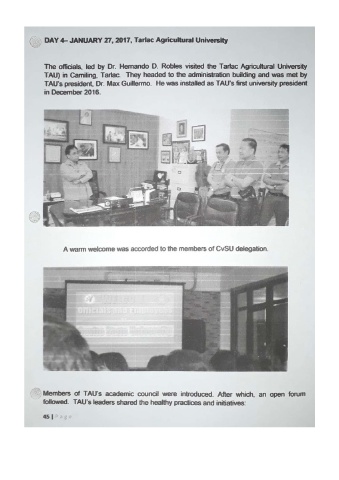 DAY 4– JANUARY 27, 2017, Tarlac Agricultural University
The officials, led by Dr. Hernando D. Robles visited the Tarlac Agricultural University
TAU) in Camiling, Tarlac. They headed to the administration building and was met by
TAU's president, Dr. Max Guillermo. He was installed as TAU's first university president
in December 2016.
A warm welcome was accorded to the members of CvSU delegation.
Members of TAU's academic council were introduced. After which, an open forum
followed. TAU's leaders shared the healthy practices and initiatives:
45 | Page